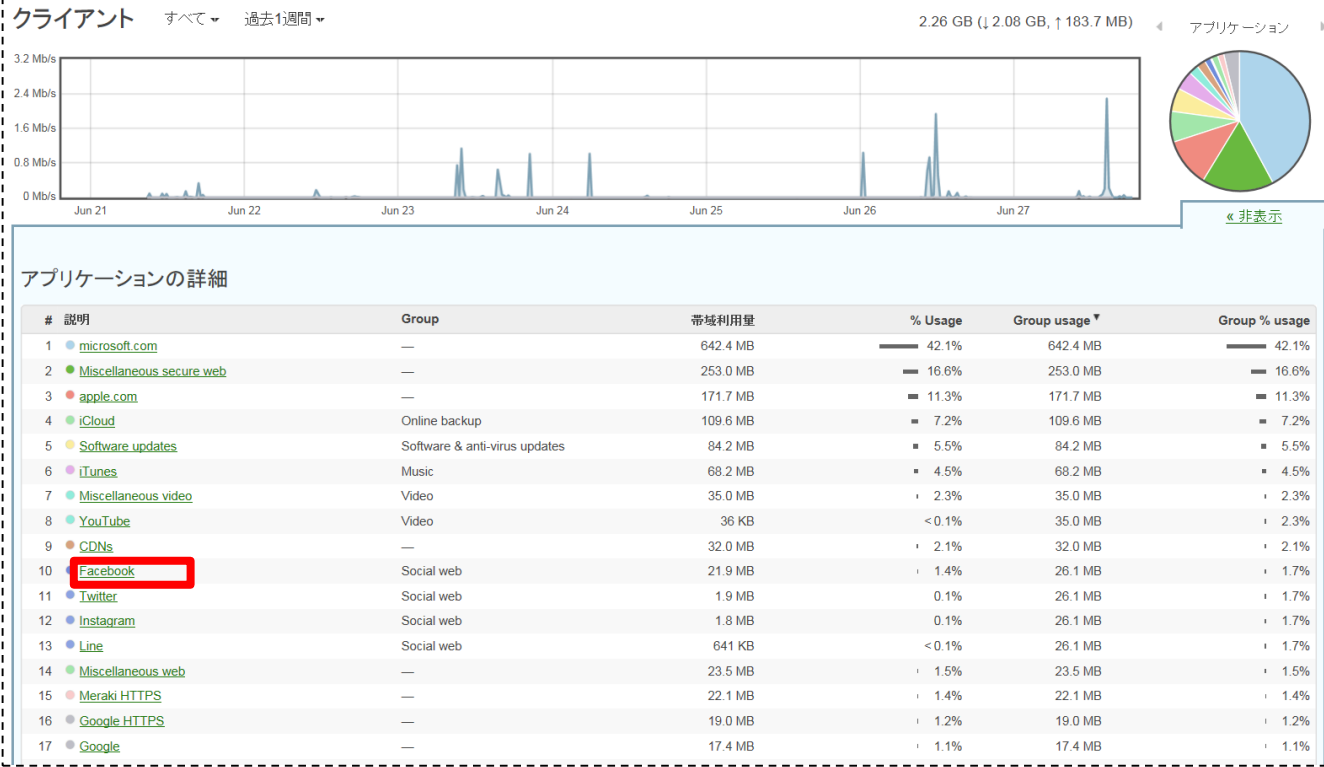 クライアント すべて 過去1週間 2.26 GB (↓2.08 GB, ↑183.7 MB) アプリケーション
3.2 Mb/s
2.4 Mb/s
1.6 Mb/s
0.8 Mb/s
0 Mb/s
Jun 21 Jun 22 Jun 23 Jun 24 Jun 25 Jun 26 Jun 27
« 非表示
アプリケーションの詳細
# 説明 Group 帯域利用量 % Usage Group usage▼ Group % usage
1 microsoft.com — 642.4 MB 42.1% 642.4 MB 42.1%
2 Miscellaneous secure web — 253.0 MB 16.6% 253.0 MB 16.6%
3 apple.com — 171.7 MB 11.3% 171.7 MB 11.3%
4 iCloud Online backup 109.6 MB 7.2% 109.6 MB 7.2%
5 Software updates Software & anti-virus updates 84.2 MB 5.5% 84.2 MB 5.5%
6 iTunes Music 68.2 MB 4.5% 68.2 MB 4.5%
7 Miscellaneous video Video 35.0 MB 2.3% 35.0 MB 2.3%
8 YouTube Video 36 KB <0.1% 35.0 MB 2.3%
9 CDNs — 32.0 MB 2.1% 32.0 MB 2.1%
10 Facebook Social web 21.9 MB 1.4% 26.1 MB 1.7%
11 Twitter Social web 1.9 MB 0.1% 26.1 MB 1.7%
12 Instagram Social web 1.8 MB 0.1% 26.1 MB 1.7%
13 Line Social web 641 KB <0.1% 26.1 MB 1.7%
14 Miscellaneous web — 23.5 MB 1.5% 23.5 MB 1.5%
15 Meraki HTTPS — 22.1 MB 1.4% 22.1 MB 1.4%
16 Google HTTPS — 19.0 MB 1.2% 19.0 MB 1.2%
17 Google — 17.4 MB 1.1% 17.4 MB 1.1%